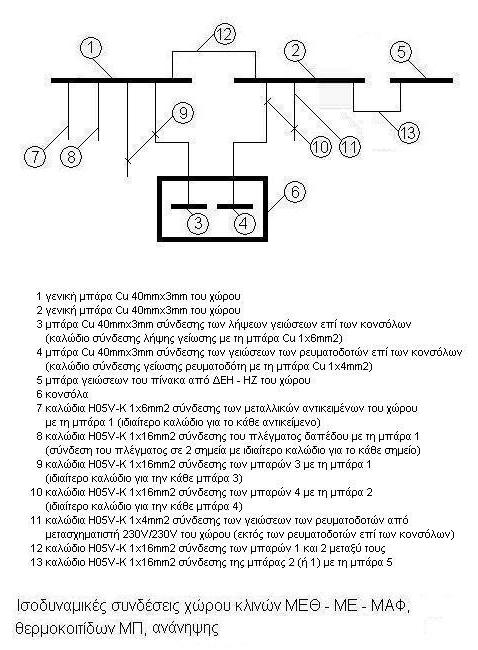 12
1
2
5
9
7
8
10
11
13
6
3
4
1 γενική μπάρα Cu 40mmx3mm του χώρου
2 γενική μπάρα Cu 40mmx3mm του χώρου
3 μπάρα Cu 40mmx3mm σύνδεσης των λήψεων γειώσεων επί των κονσόλων
(καλώδιο σύνδεσης λήψης γείωσης με τη μπάρα Cu 1x6mm2)
4 μπάρα Cu 40mmx3mm σύνδεσης των γειώσεων των ρευματοδοτών επί των κονσόλων
(καλώδιο σύνδεσης γείωσης ρευματοδότη με τη μπάρα Cu 1x4mm2)
5 μπάρα γειώσεων του πίνακα από ΔΕΗ - ΗΖ του χώρου
6 κονσόλα
7 καλώδια H05V-K 1x6mm2 σύνδεσης των μεταλλικών αντικειμένων του χώρου
με τη μπάρα 1 (ιδιαίτερο καλώδιο για το κάθε αντικείμενο)
8 καλώδια H05V-K 1x16mm2 σύνδεσης του πλέγματος δαπέδου με τη μπάρα 1
(σύνδεση του πλέγματος σε 2 σημεία με ιδιαίτερο καλώδιο για το κάθε σημείο)
9 καλώδια H05V-K 1x16mm2 σύνδεσης των μπαρών 3 με τη μπάρα 1
(ιδιαίτερο καλώδιο για την κάθε μπάρα 3)
10 καλώδια H05V-K 1x16mm2 σύνδεσης των μπαρών 4 με τη μπάρα 2
(ιδιαίτερο καλώδιο για την κάθε μπάρα 4)
11 καλώδια H05V-K 1x4mm2 σύνδεσης των γειώσεων των ρευματοδοτών από
μετασχηματιστή 230V/230V του χώρου (εκτός των ρευματοδοτών επί των κονσόλων)
12 καλώδιο H05V-K 1x16mm2 σύνδεσης των μπαρών 1 και 2 μεταξύ τους
13 καλώδιο H05V-K 1x16mm2 σύνδεσης της μπάρας 2 (ή 1) με τη μπάρα 5
Ισοδυναμικές συνδέσεις χώρου κλινών ΜΕΘ - ΜΕ - ΜΑΦ,
θερμοκοιτίδων ΜΠ, ανάνηψης